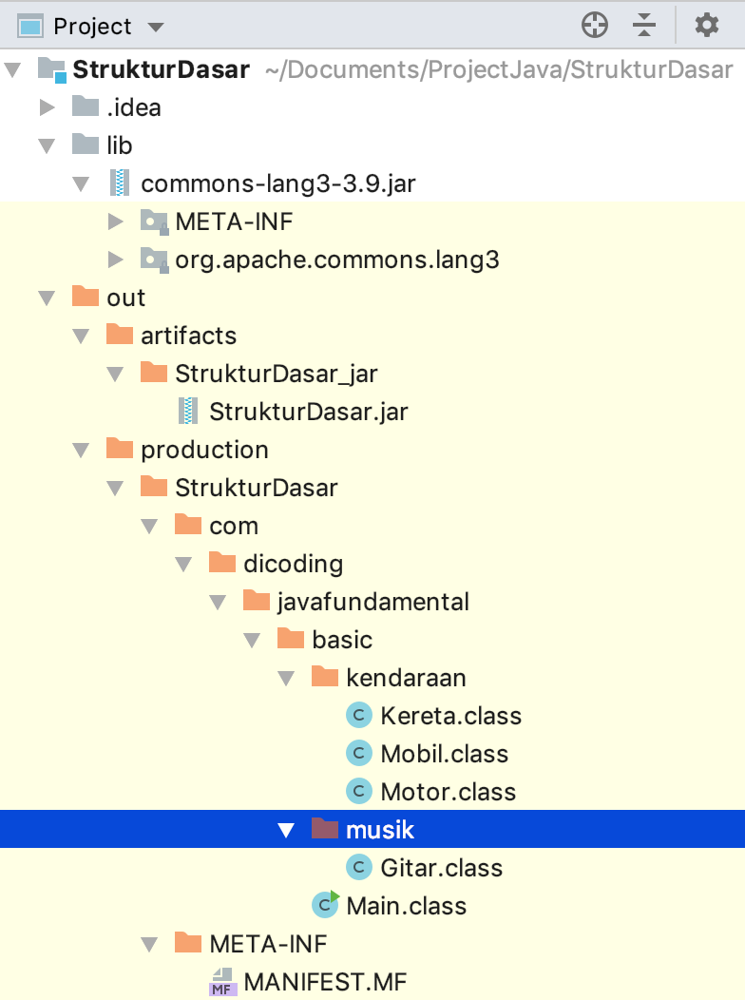 Project
StrukturDasar ~/Documents/ProjectJava/StrukturDasar
.idea
lib
commons-lang3-3.9.jar
META-INF
org.apache.commons.lang3
out
artifacts
StrukturDasar_jar
StrukturDasar.jar
production
StrukturDasar
com
dicoding
javafundamental
basic
kendaraan
C Kereta.class
C Mobil.class
C Motor.class
musik
C Gitar.class
C Main.class
META-INF
MF MANIFEST.MF